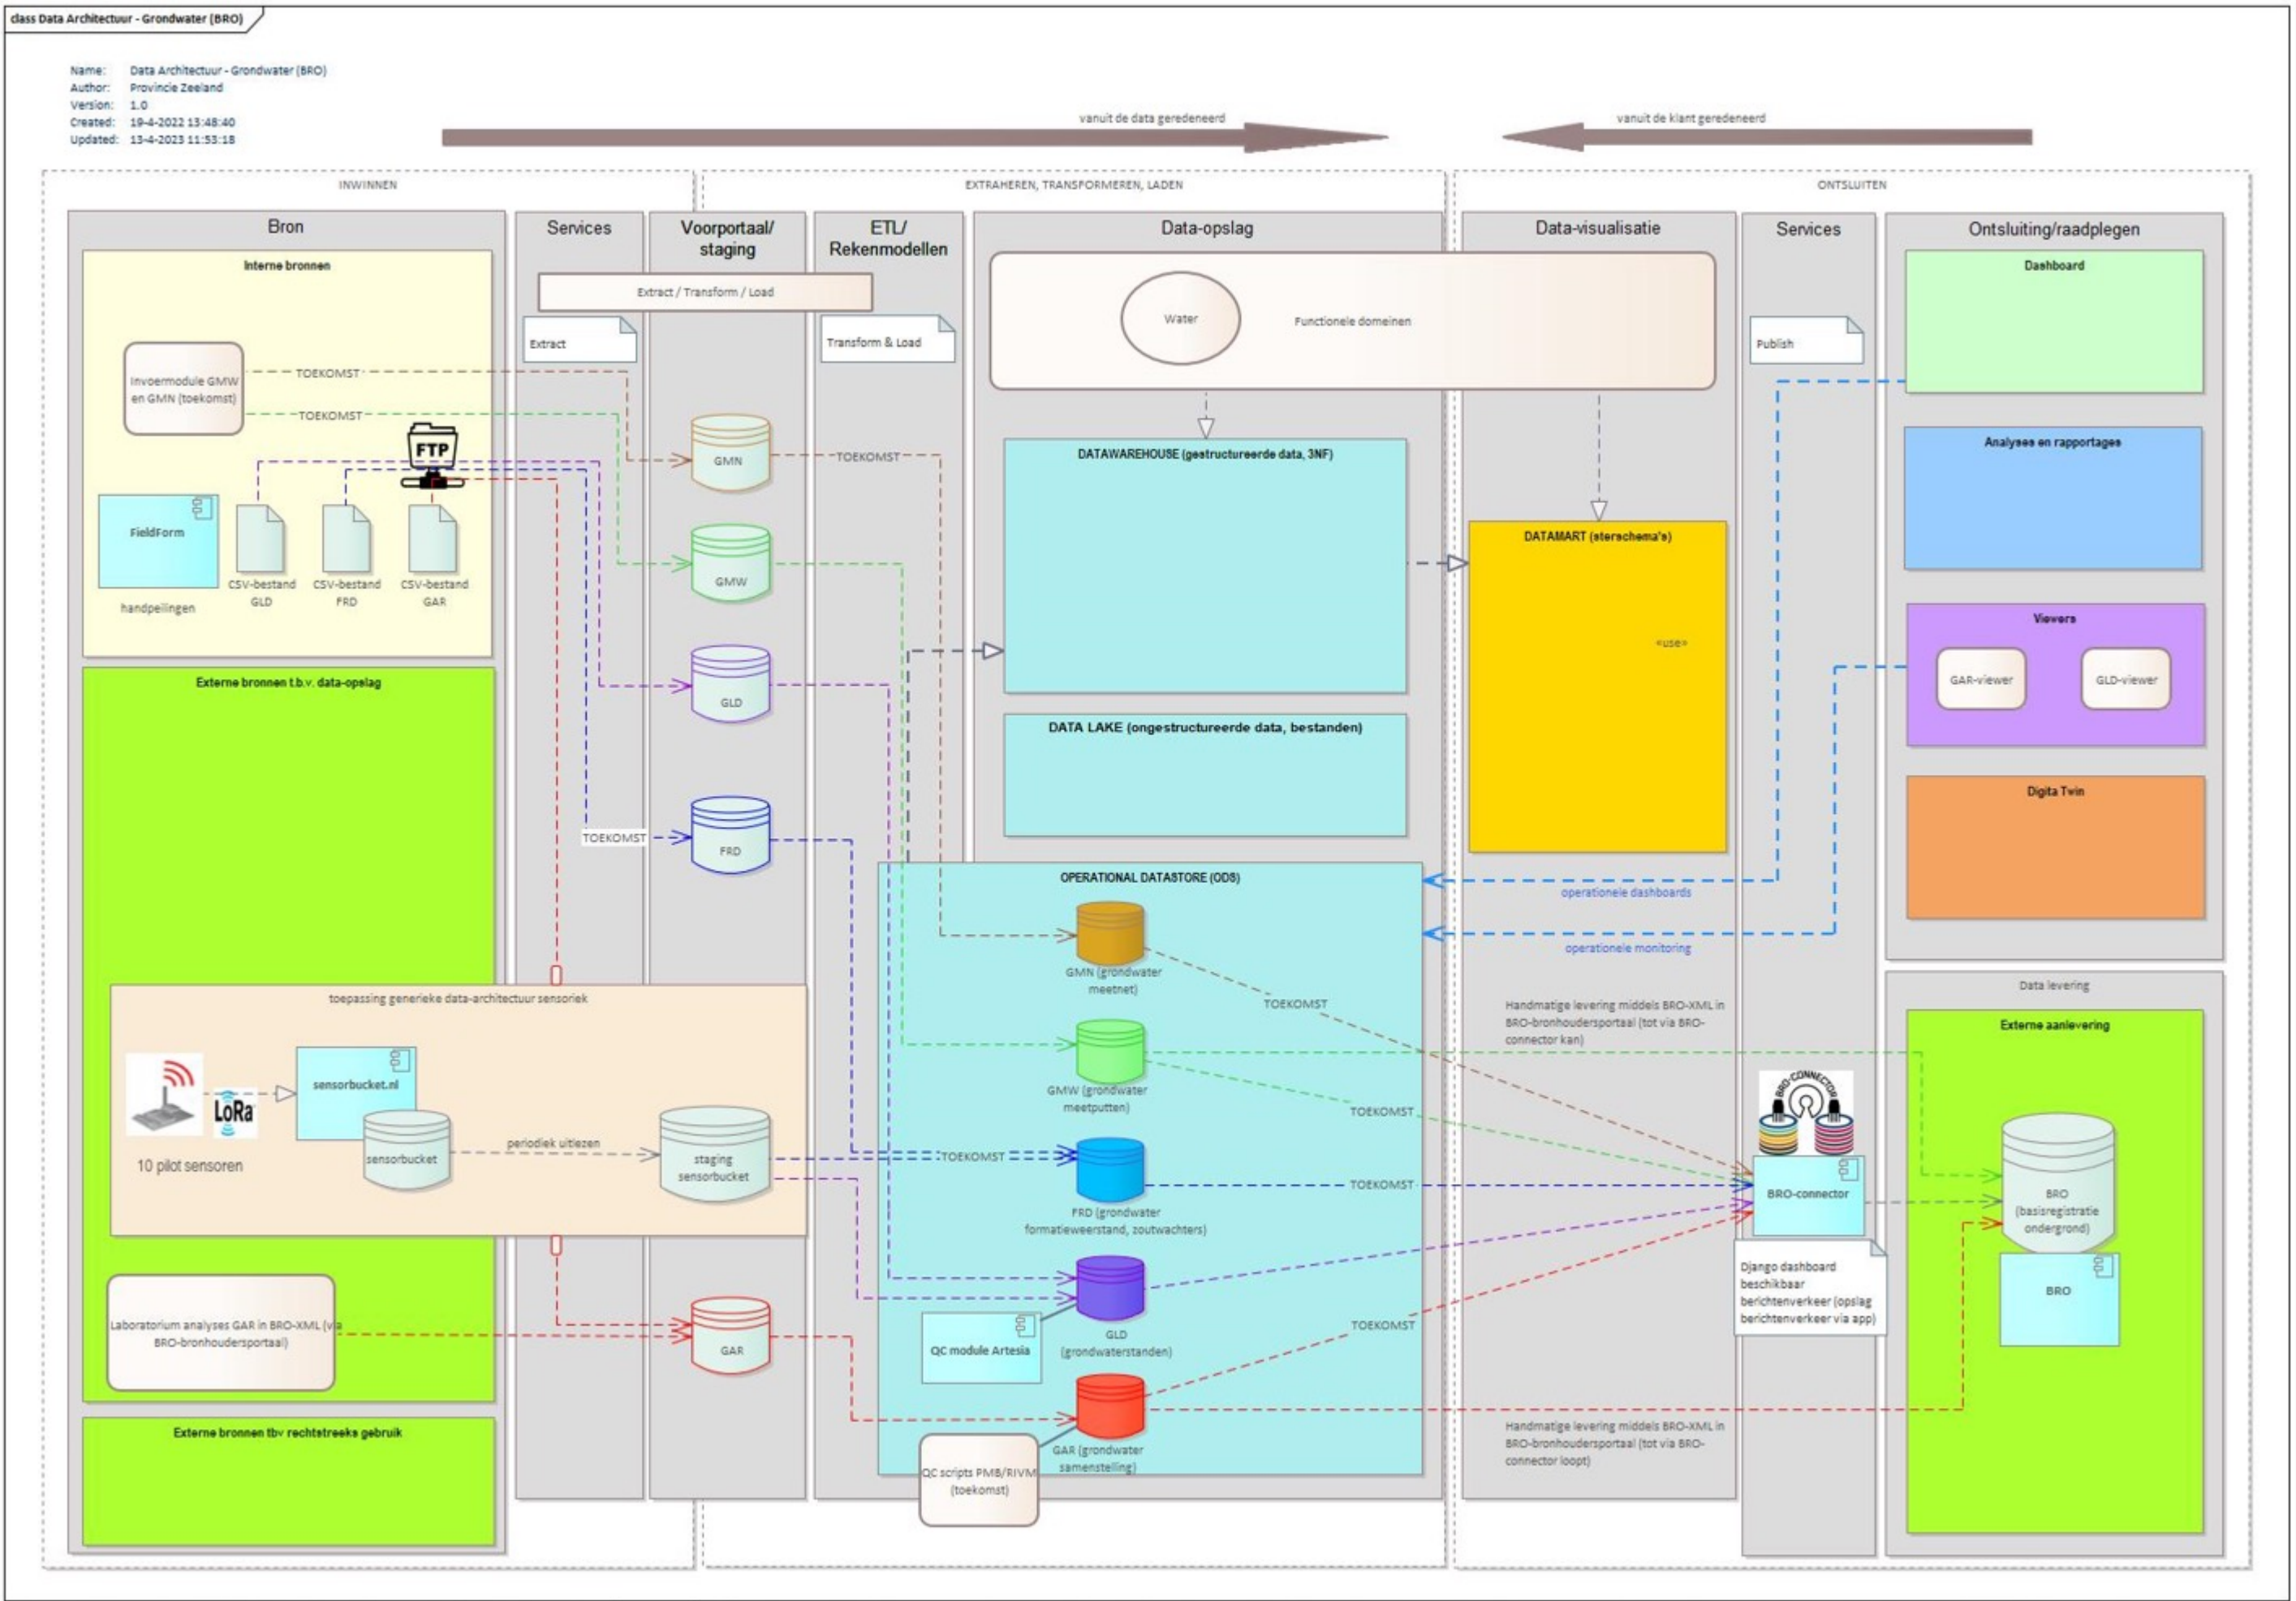 class Data Architectuur - Grondwater (BRO)
Name: Data Architectuur - Grondwater (BRO)
Author: Provincie Zeeland
Version: 1.0
Created: 19-4-2022 13:48:40
Updated: 13-4-2023 11:53:18
vanuit de data geredeneerd
vanuit de klant geredeneerd
INWINNEN
EXTRAHEREN, TRANSFORMEREN, LADEN
ONTSLUITEN
Bron
Services
Voorportaal/
staging
ETL/
Rekenmodellen
Data-opslag
Data-visualisatie
Services
Ontsluiting/raadplegen
Interne bronnen
Extract / Transform / Load
Extract
Transform & Load
Water
Functionele domeinen
Publish
Dashboard
Invoermodule GMW
en GMN (toekomst)
TOEKOMST
TOEKOMST
FTP
FieldForm
handpeilingen
CSV-bestand
GLD
CSV-bestand
FRD
CSV-bestand
GAR
GMN
TOEKOMST
GMW
GLD
TOEKOMST
FRD
DATAWAREHOUSE (gestructureerde data, 3NF)
DATA LAKE (ongestructureerde data, bestanden)
DATAMART (sterschema's)
«use»
Analyses en rapportages
Viewers
GAR-viewer
GLD-viewer
Digita Twin
Externe bronnen t.b.v. data-opslag
OPERATIONAL DATASTORE (ODS)
operationele dashboards
operationele monitoring
GMN (grondwater
meetnet)
TOEKOMST
GMW (grondwater
meetputten)
TOEKOMST
TOEKOMST
FRD (grondwater
formatieweerstand, zoutwachters)
TOEKOMST
GLD
(grondwaterstanden)
QC module Artesia
TOEKOMST
GAR (grondwater
samenstelling)
QC scripts PMB/RIVM
(toekomst)
toepassing generieke data-architectuur sensoriek
LoRa
10 pilot sensoren
sensorbucket.nl
sensorbucket
periodiek uitlezen
staging
sensorbucket
Laboratorium analyses GAR in BRO-XML (via
BRO-bronhoudersportaal)
GAR
Externe bronnen tbv rechtstreeks gebruik
Handmatige levering middels BRO-XML in
BRO-bronhoudersportaal (tot via BRO-
connector kan)
Handmatige levering middels BRO-XML in
BRO-bronhoudersportaal (tot via BRO-
connector loopt)
BRO-CONNECTOR
BRO-connector
Django dashboard
beschikbaar
berichtenverkeer (opslag
berichtenverkeer via app)
Data levering
Externe aanlevering
BRO
(basisregistratie
ondergrond)
BRO